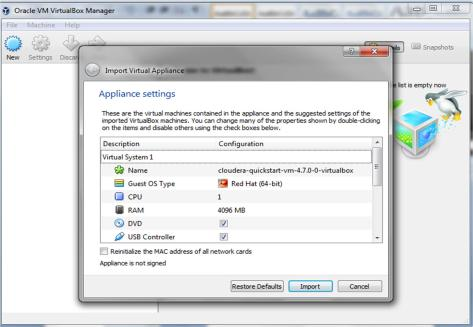 Oracle VM VirtualBox Manager
File Machine Help
New Settings Discard
Snapshots
Import Virtual Appliance
Appliance settings
These are the virtual machines contained in the appliance and the suggested settings of the
imported VirtualBox machines. You can change many of the properties shown by double-clicking
on the items and disable others using the check boxes below.
Description Configuration
Virtual System 1
Name cloudera-quickstart-vm-4.7.0-0-virtualbox
Guest OS Type Red Hat (64-bit)
CPU 1
RAM 4096 MB
DVD
USB Controller
Reinitialize the MAC address of all network cards
Appliance is not signed
Restore Defaults Import Cancel
e list is empty now